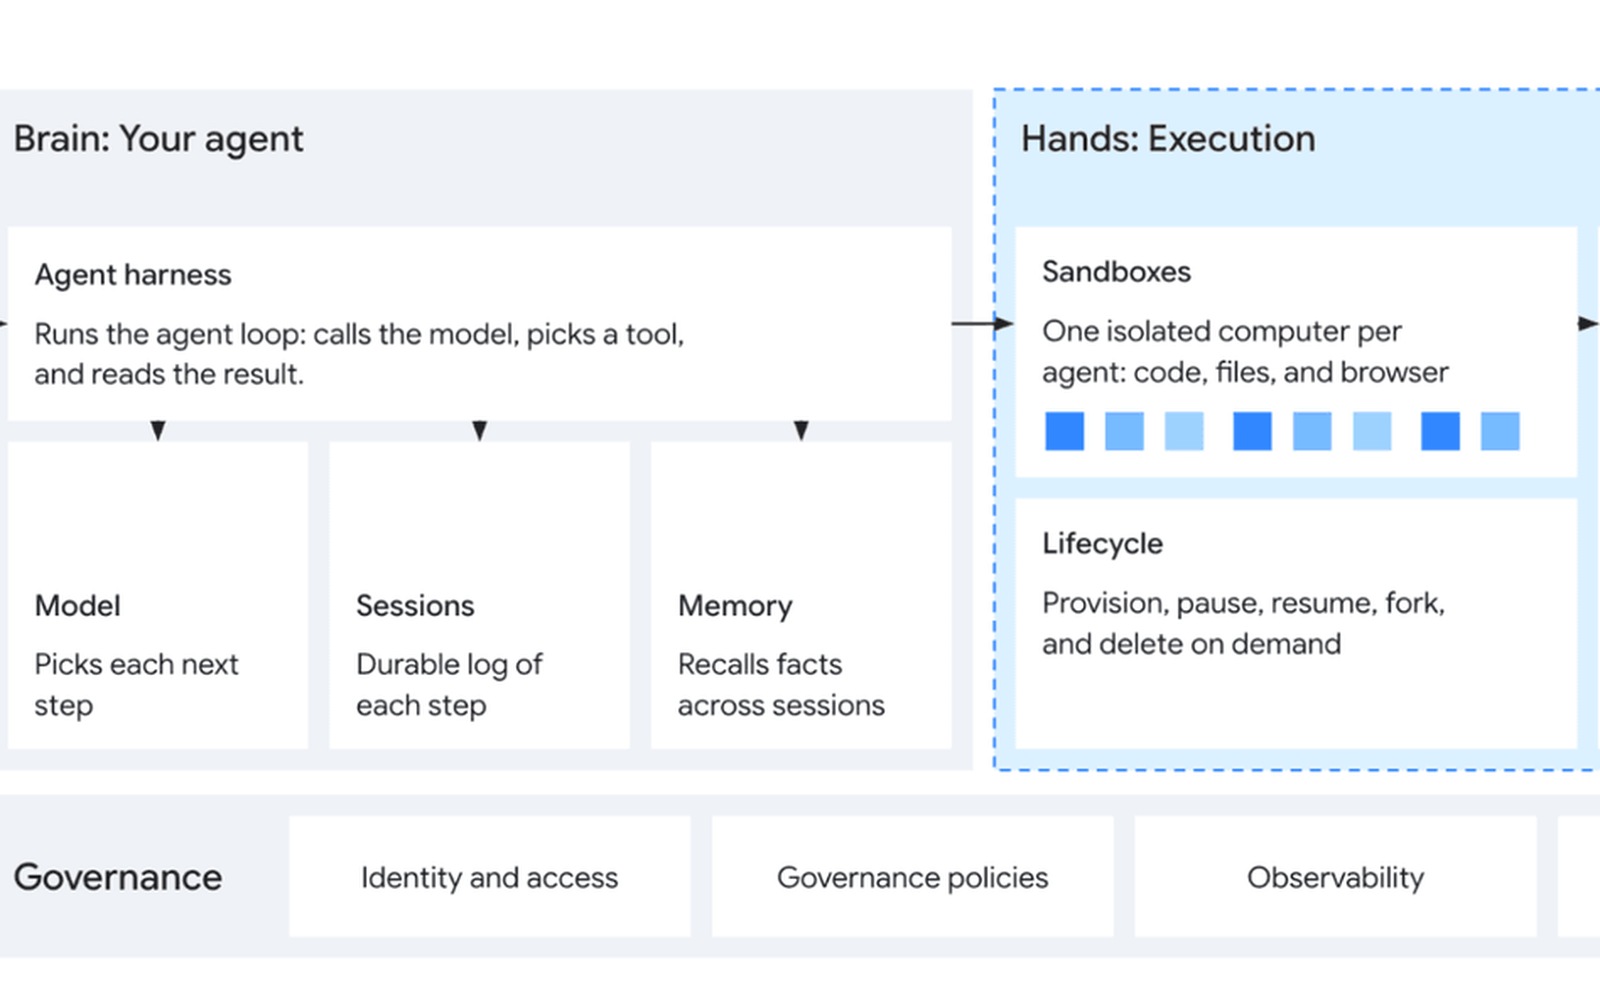 Brain: Your agent
Agent harness
Runs the agent loop: calls the model, picks a tool,
and reads the result.
Model
Picks each next
step
Sessions
Durable log of
each step
Memory
Recalls facts
across sessions
Hands: Execution
Sandboxes
One isolated computer per
agent: code, files, and browser
Lifecycle
Provision, pause, resume, fork,
and delete on demand
Governance
Identity and access
Governance policies
Observability